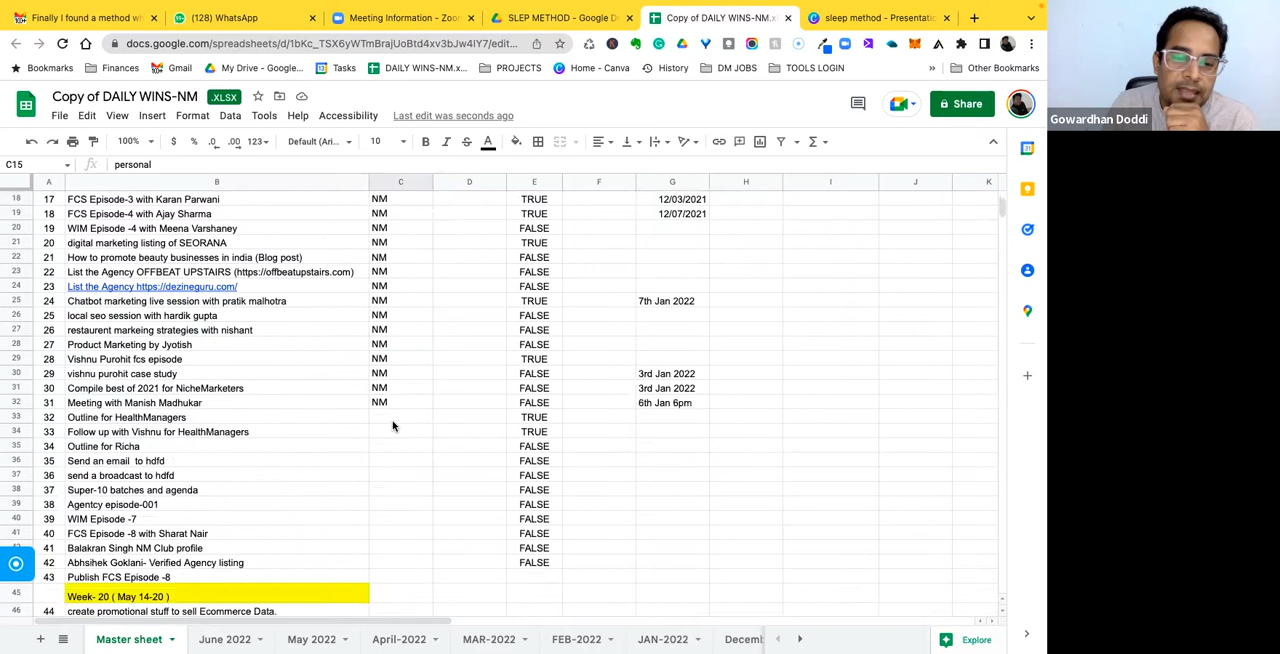 Finally I found a method wh
(128) WhatsApp
Meeting Information - Zoo
SLEP METHOD - Google D
Copy of DAILY WINS-NM.x
sleep method - Presentatio
docs.google.com/spreadsheets/d/1bKc_TSX6yWTmBrajUoBtd4xv3bJw4IY7/edit...
Bookmarks
Finances
Gmail
My Drive - Google...
Tasks
DAILY WINS-NM.x...
PROJECTS
Home - Canva
History
DM JOBS
TOOLS LOGIN
Other Bookmarks
Copy of DAILY WINS-NM .XLSX
File Edit View Insert Format Data Tools Help Accessibility Last edit was seconds ago
Share
100% $ % .0 .00 123 Default (Ari... 10 B I S A
C15 fx personal
A B C D E F G H I J K
18 17 FCS Episode-3 with Karan Parwani NM TRUE 12/03/2021
19 18 FCS Episode-4 with Ajay Sharma NM TRUE 12/07/2021
20 19 WIM Episode -4 with Meena Varshaney NM FALSE
21 20 digital marketing listing of SEORANA NM TRUE
22 21 How to promote beauty businesses in india (Blog post) NM FALSE
23 22 List the Agency OFFBEAT UPSTAIRS (https://offbeatupstairs.com) NM FALSE
24 23 List the Agency https://dezineguru.com/ NM FALSE
25 24 Chatbot marketing live session with pratik malhotra NM TRUE 7th Jan 2022
26 25 local seo session with hardik gupta NM FALSE
27 26 restaurent markeing strategies with nishant NM FALSE
28 27 Product Marketing by Jyotish NM FALSE
29 28 Vishnu Purohit fcs episode NM TRUE
30 29 vishnu purohit case study NM FALSE 3rd Jan 2022
31 30 Compile best of 2021 for NicheMarketers NM FALSE 3rd Jan 2022
32 31 Meeting with Manish Madhukar NM FALSE 6th Jan 6pm
33 32 Outline for HealthManagers TRUE
34 33 Follow up with Vishnu for HealthManagers TRUE
35 34 Outline for Richa FALSE
36 35 Send an email to hdfd FALSE
37 36 send a broadcast to hdfd FALSE
38 37 Super-10 batches and agenda FALSE
39 38 Agentcy episode-001 FALSE
40 39 WIM Episode -7 FALSE
41 40 FCS Episode -8 with Sharat Nair FALSE
41 Balakran Singh NM Club profile FALSE
42 Abhsihek Goklani- Verified Agency listing FALSE
43 Publish FCS Episode -8
45 Week- 20 ( May 14-20 )
46 44 create promotional stuff to sell Ecommerce Data.
Master sheet
June 2022
May 2022
April-2022
MAR-2022
FEB-2022
JAN-2022
Decemb
Explore
Gowardhan Doddi